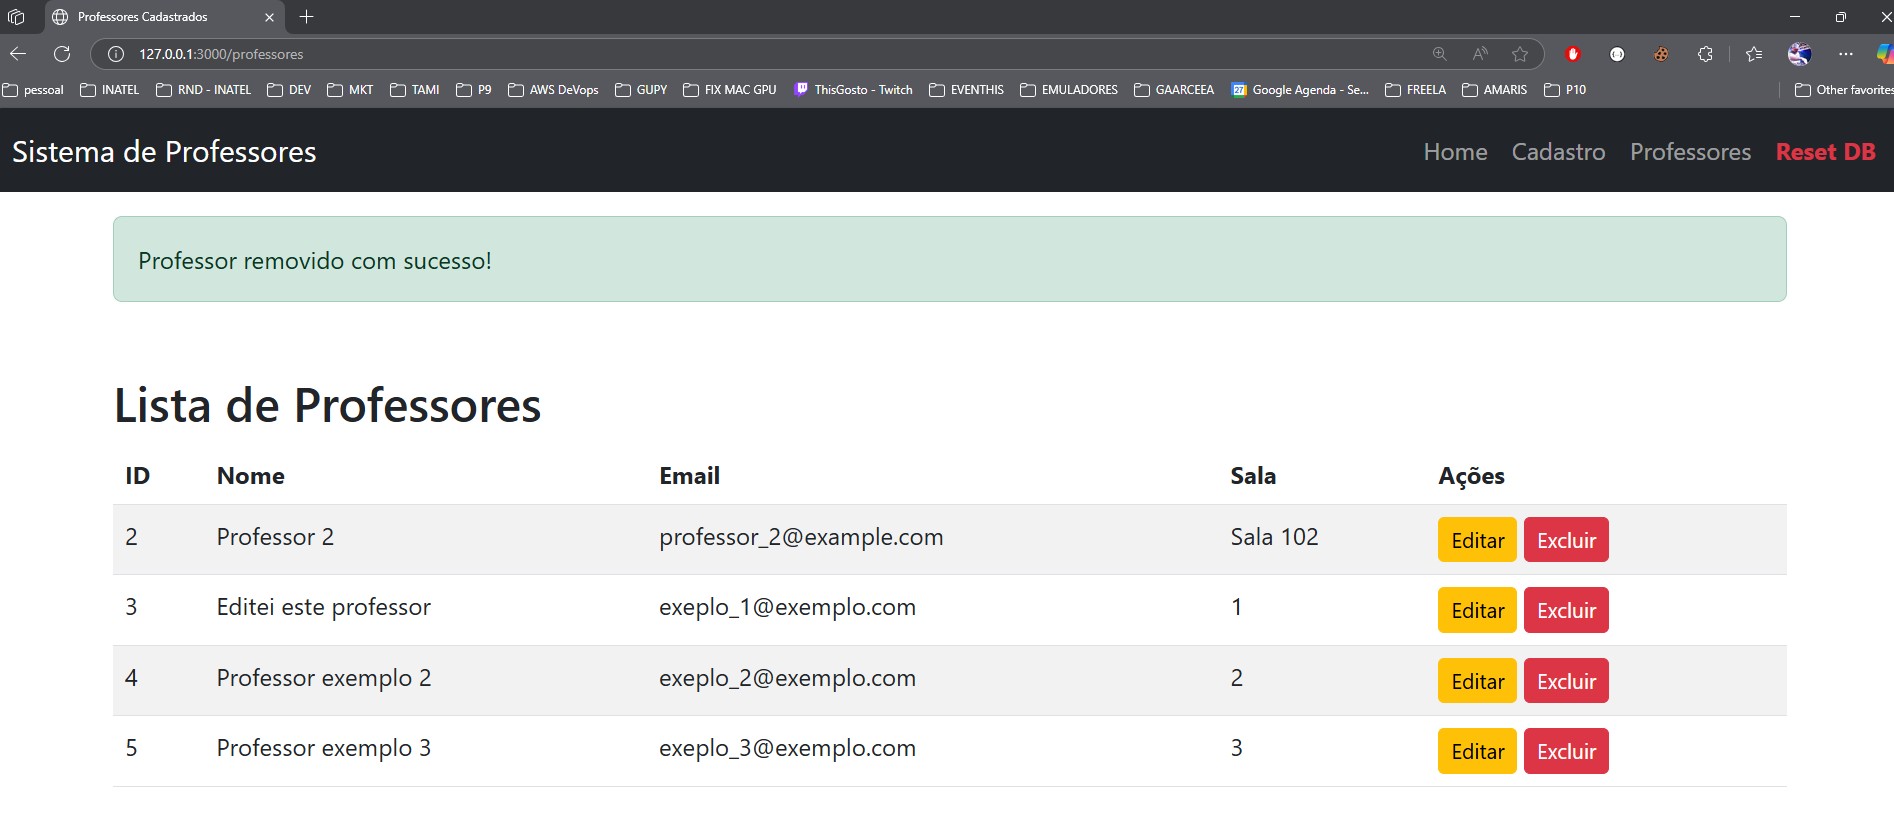 Professores Cadastrados
127.0.0.1:3000/professores
pessoal INATEL RND - INATEL DEV MKT TAMI P9 AWS DeVops GUPY FIX MAC GPU ThisGosto - Twitch EVENTHIS EMULADORES GAARCEEA 27 Google Agenda - Se... FREELA AMARIS P10 Other favorites
Sistema de Professores Home Cadastro Professores Reset DB
Professor removido com sucesso!
Lista de Professores
ID Nome Email Sala Ações
2 Professor 2 professor_2@example.com Sala 102 Editar Excluir
3 Editei este professor exeplo_1@exemplo.com 1 Editar Excluir
4 Professor exemplo 2 exeplo_2@exemplo.com 2 Editar Excluir
5 Professor exemplo 3 exeplo_3@exemplo.com 3 Editar Excluir